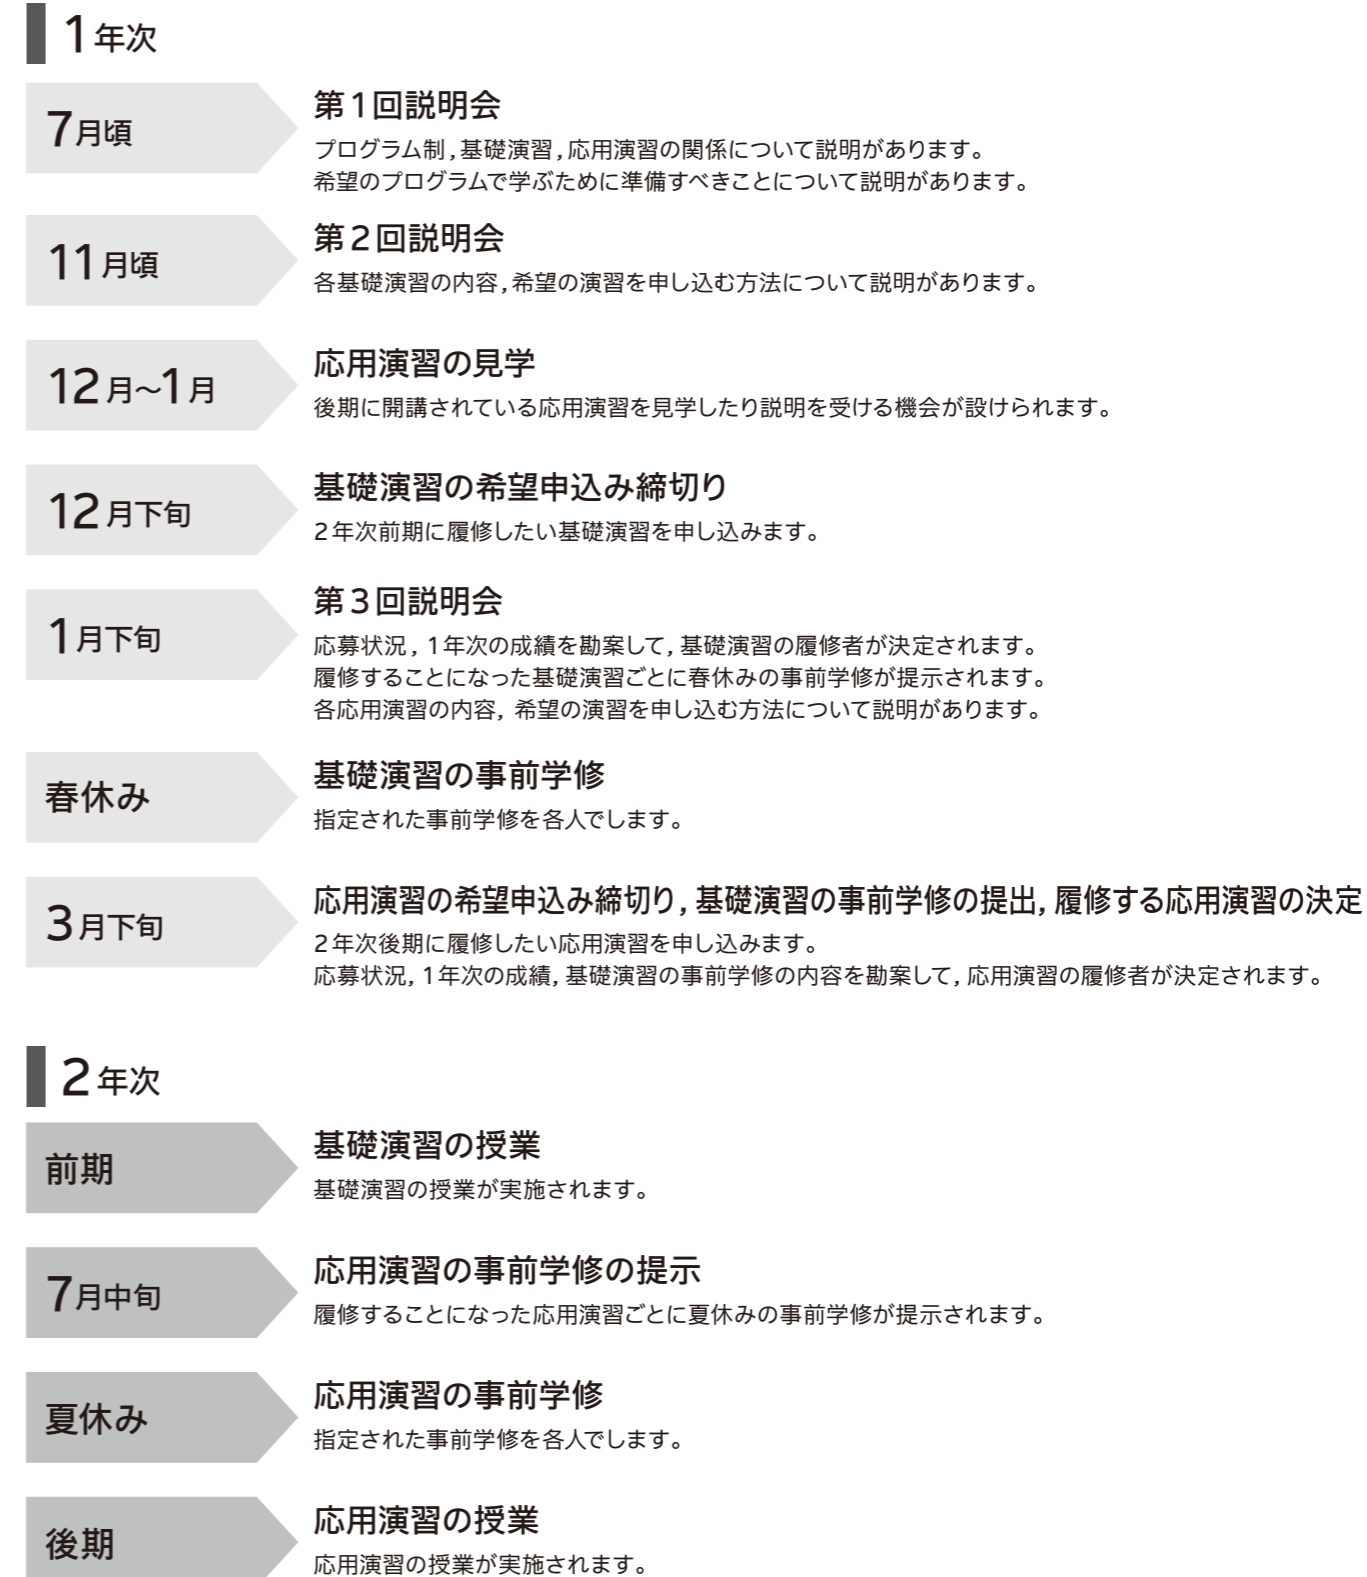 1年次
7月頃
第1回説明会
プログラム制,基礎演習,応用演習の関係について説明があります。
希望のプログラムで学ぶために準備すべきことについて説明があります。
11月頃
第2回説明会
各基礎演習の内容,希望の演習を申し込む方法について説明があります。
12月～1月
応用演習の見学
後期に開講されている応用演習を見学したり説明を受ける機会が設けられます。
12月下旬
基礎演習の希望申込み締切り
2年次前期に履修したい基礎演習を申し込みます。
1月下旬
第3回説明会
応募状況, 1年次の成績を勘案して, 基礎演習の履修者が決定されます。
履修することになった基礎演習ごとに春休みの事前学修が提示されます。
各応用演習の内容, 希望の演習を申し込む方法について説明があります。
春休み
基礎演習の事前学修
指定された事前学修を各人でします。
3月下旬
応用演習の希望申込み締切り, 基礎演習の事前学修の提出, 履修する応用演習の決定
2年次後期に履修したい応用演習を申し込みます。
応募状況, 1年次の成績, 基礎演習の事前学修の内容を勘案して, 応用演習の履修者が決定されます。
2年次
前期
基礎演習の授業
基礎演習の授業が実施されます。
7月中旬
応用演習の事前学修の提示
履修することになった応用演習ごとに夏休みの事前学修が提示されます。
夏休み
応用演習の事前学修
指定された事前学修を各人でします。
後期
応用演習の授業
応用演習の授業が実施されます。